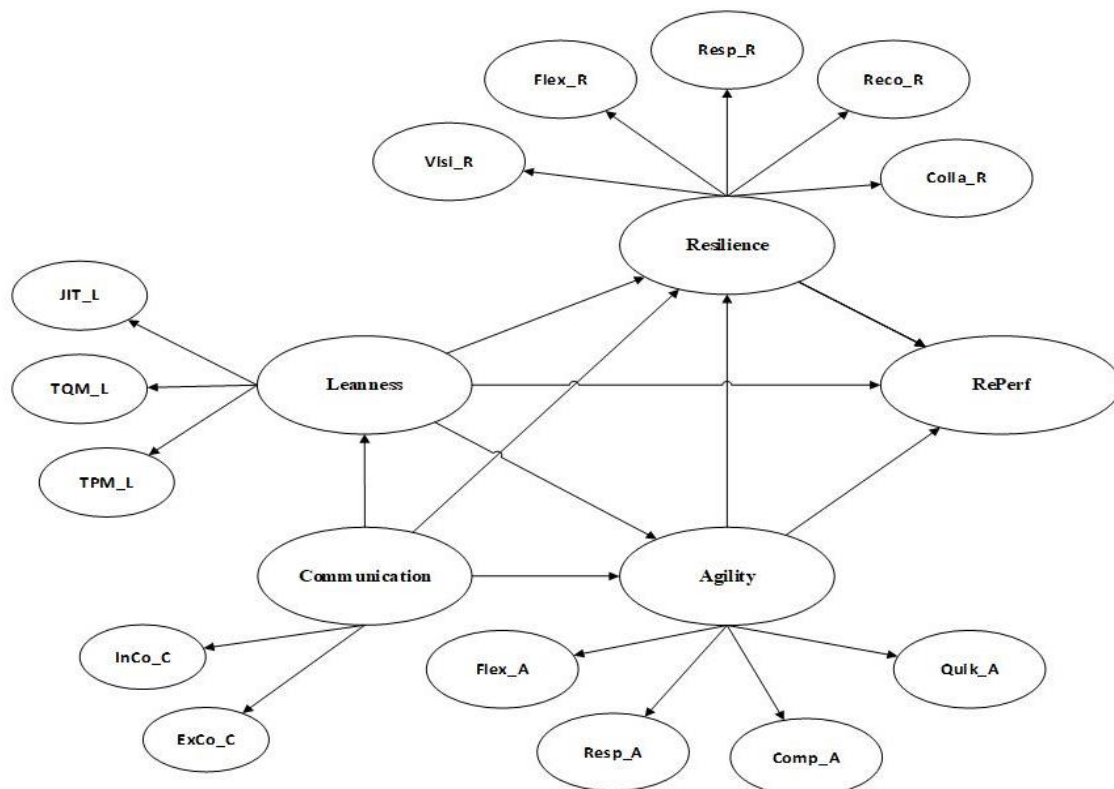 Resp_R
Flex_R
Reco_R
Visi_R
Colla_R
Resilience
JIT_L
TQM_L
Leanness
RePerf
TPM_L
Communication
Agility
InCo_C
Flex_A
Quik_A
ExCo_C
Resp_A
Comp_A